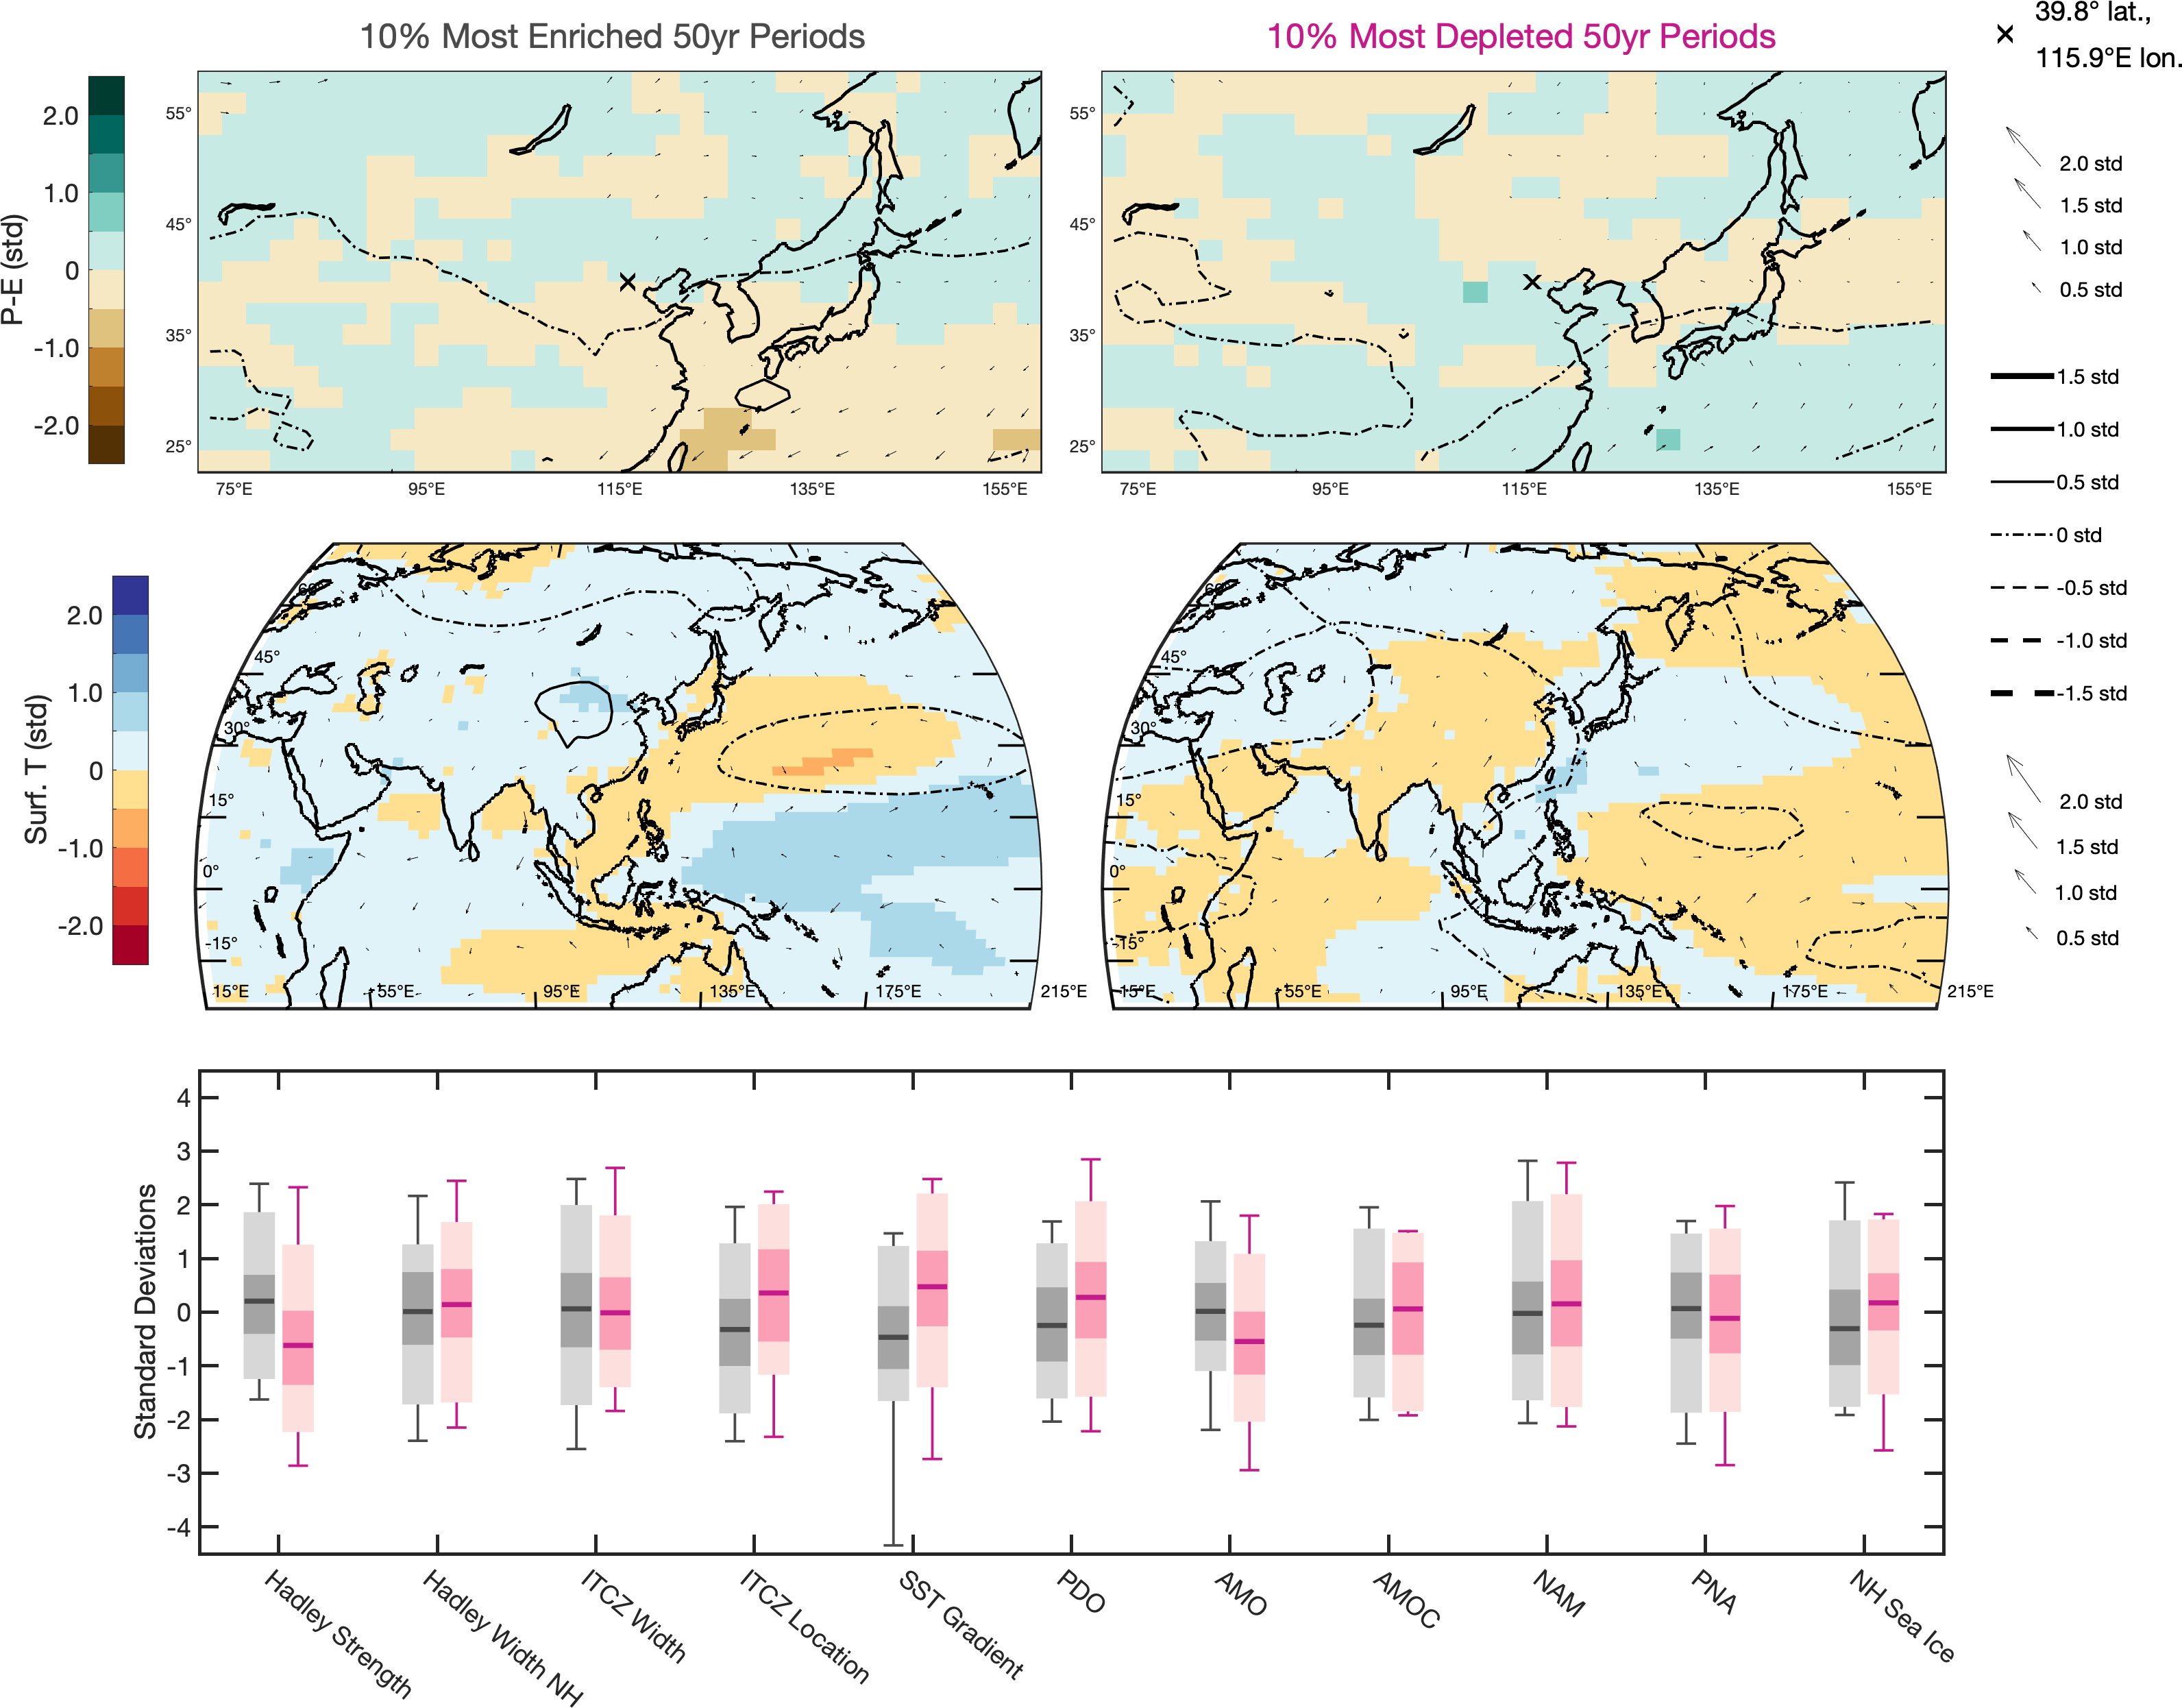 10% Most Enriched 50yr Periods
10% Most Depleted 50yr Periods
39.8° lat.,
115.9°E lon.
P-E (std)
2.0
1.0
0
-1.0
-2.0
55°
45°
35°
25°
75°E 95°E 115°E 135°E 155°E
55°
45°
35°
25°
75°E 95°E 115°E 135°E 155°E
2.0 std
1.5 std
1.0 std
0.5 std
1.5 std
1.0 std
0.5 std
0 std
-0.5 std
-1.0 std
-1.5 std
Surf. T (std)
2.0
1.0
0
-1.0
-2.0
60°
45°
30°
15°
0°
-15°
15°E 55°E 95°E 135°E 175°E 215°E
60°
45°
30°
15°
0°
-15°
15°E 55°E 95°E 135°E 175°E 215°E
2.0 std
1.5 std
1.0 std
0.5 std
Standard Deviations
4
3
2
1
0
-1
-2
-3
-4
Hadley Strength
Hadley Width NH
ITCZ Width
ITCZ Location
SST Gradient
PDO
AMO
AMOC
NAM
PNA
NH Sea Ice